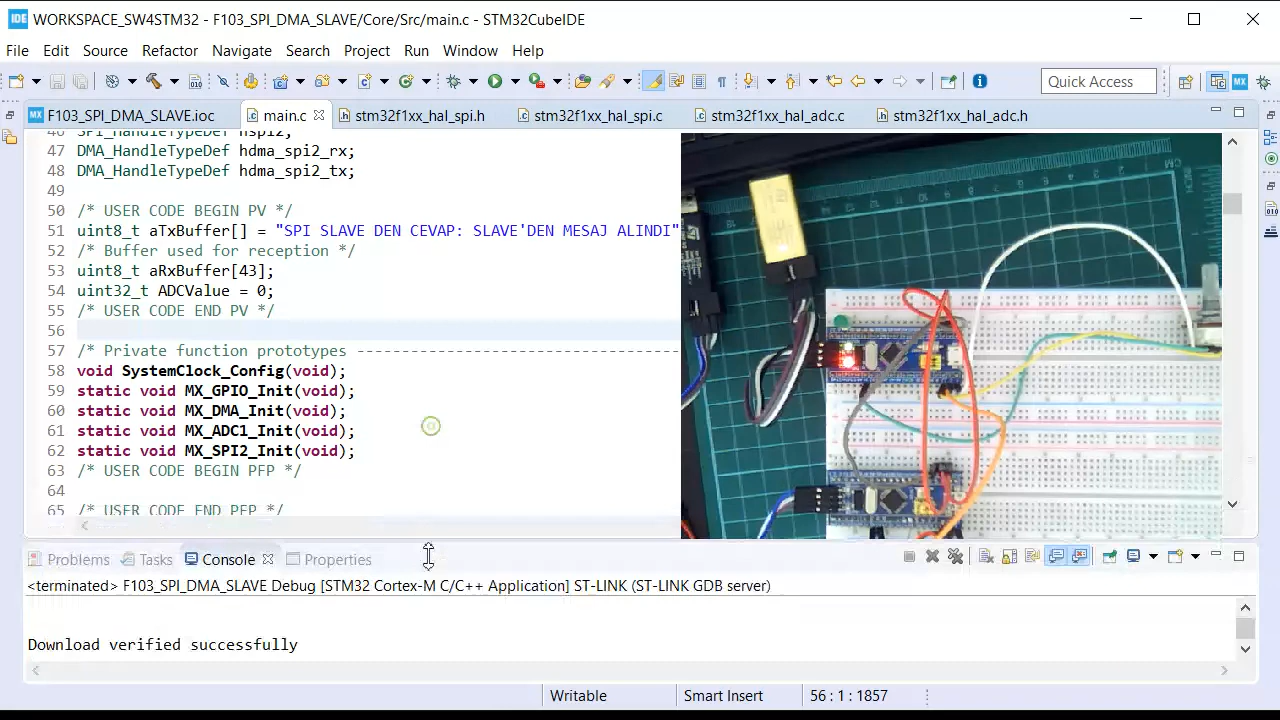 IDE WORKSPACE_SW4STM32 - F103_SPI_DMA_SLAVE/Core/Src/main.c - STM32CubeIDE
File Edit Source Refactor Navigate Search Project Run Window Help
Quick Access
MX F103_SPI_DMA_SLAVE.ioc main.c stm32f1xx_hal_spi.h stm32f1xx_hal_spi.c stm32f1xx_hal_adc.c stm32f1xx_hal_adc.h
46 SPI_HandleTypeDef hspi2;
47 DMA_HandleTypeDef hdma_spi2_rx;
48 DMA_HandleTypeDef hdma_spi2_tx;
49
50 /* USER CODE BEGIN PV */
51 uint8_t aTxBuffer[] = "SPI SLAVE DEN CEVAP: SLAVE'DEN MESAJ ALINDI"
52 /* Buffer used for reception */
53 uint8_t aRxBuffer[43];
54 uint32_t ADCValue = 0;
55 /* USER CODE END PV */
56
57 /* Private function prototypes -----------------------------------
58 void SystemClock_Config(void);
59 static void MX_GPIO_Init(void);
60 static void MX_DMA_Init(void);
61 static void MX_ADC1_Init(void);
62 static void MX_SPI2_Init(void);
63 /* USER CODE BEGIN PFP */
64
65 /* USER CODE END PFP */
Problems Tasks Console Properties
<terminated> F103_SPI_DMA_SLAVE Debug [STM32 Cortex-M C/C++ Application] ST-LINK (ST-LINK GDB server)
Download verified successfully
Writable Smart Insert 56 : 1 : 1857